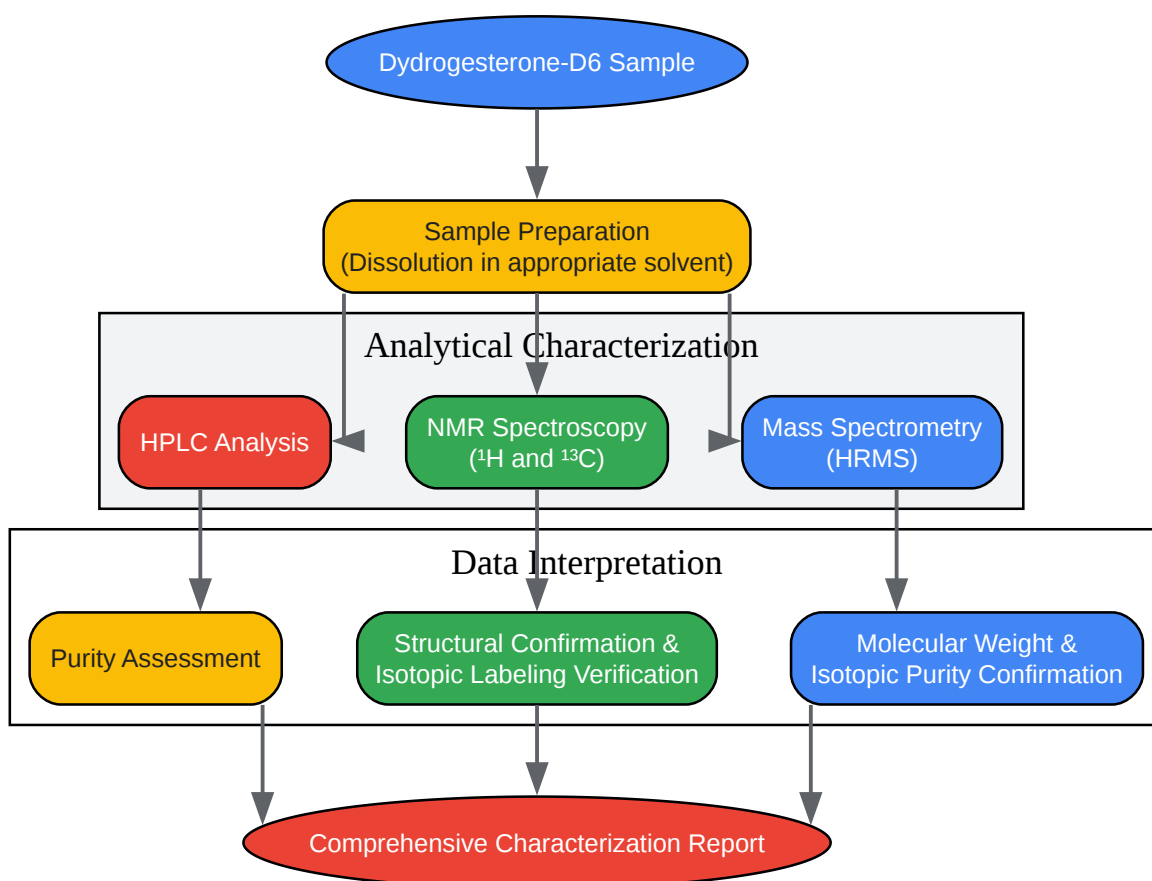 Dydrogesterone-D6 Sample
Sample Preparation
(Dissolution in appropriate solvent)
Analytical Characterization
HPLC Analysis
NMR Spectroscopy
(¹H and ¹³C)
Mass Spectrometry
(HRMS)
Data Interpretation
Purity Assessment
Structural Confirmation &
Isotopic Labeling Verification
Molecular Weight &
Isotopic Purity Confirmation
Comprehensive Characterization Report